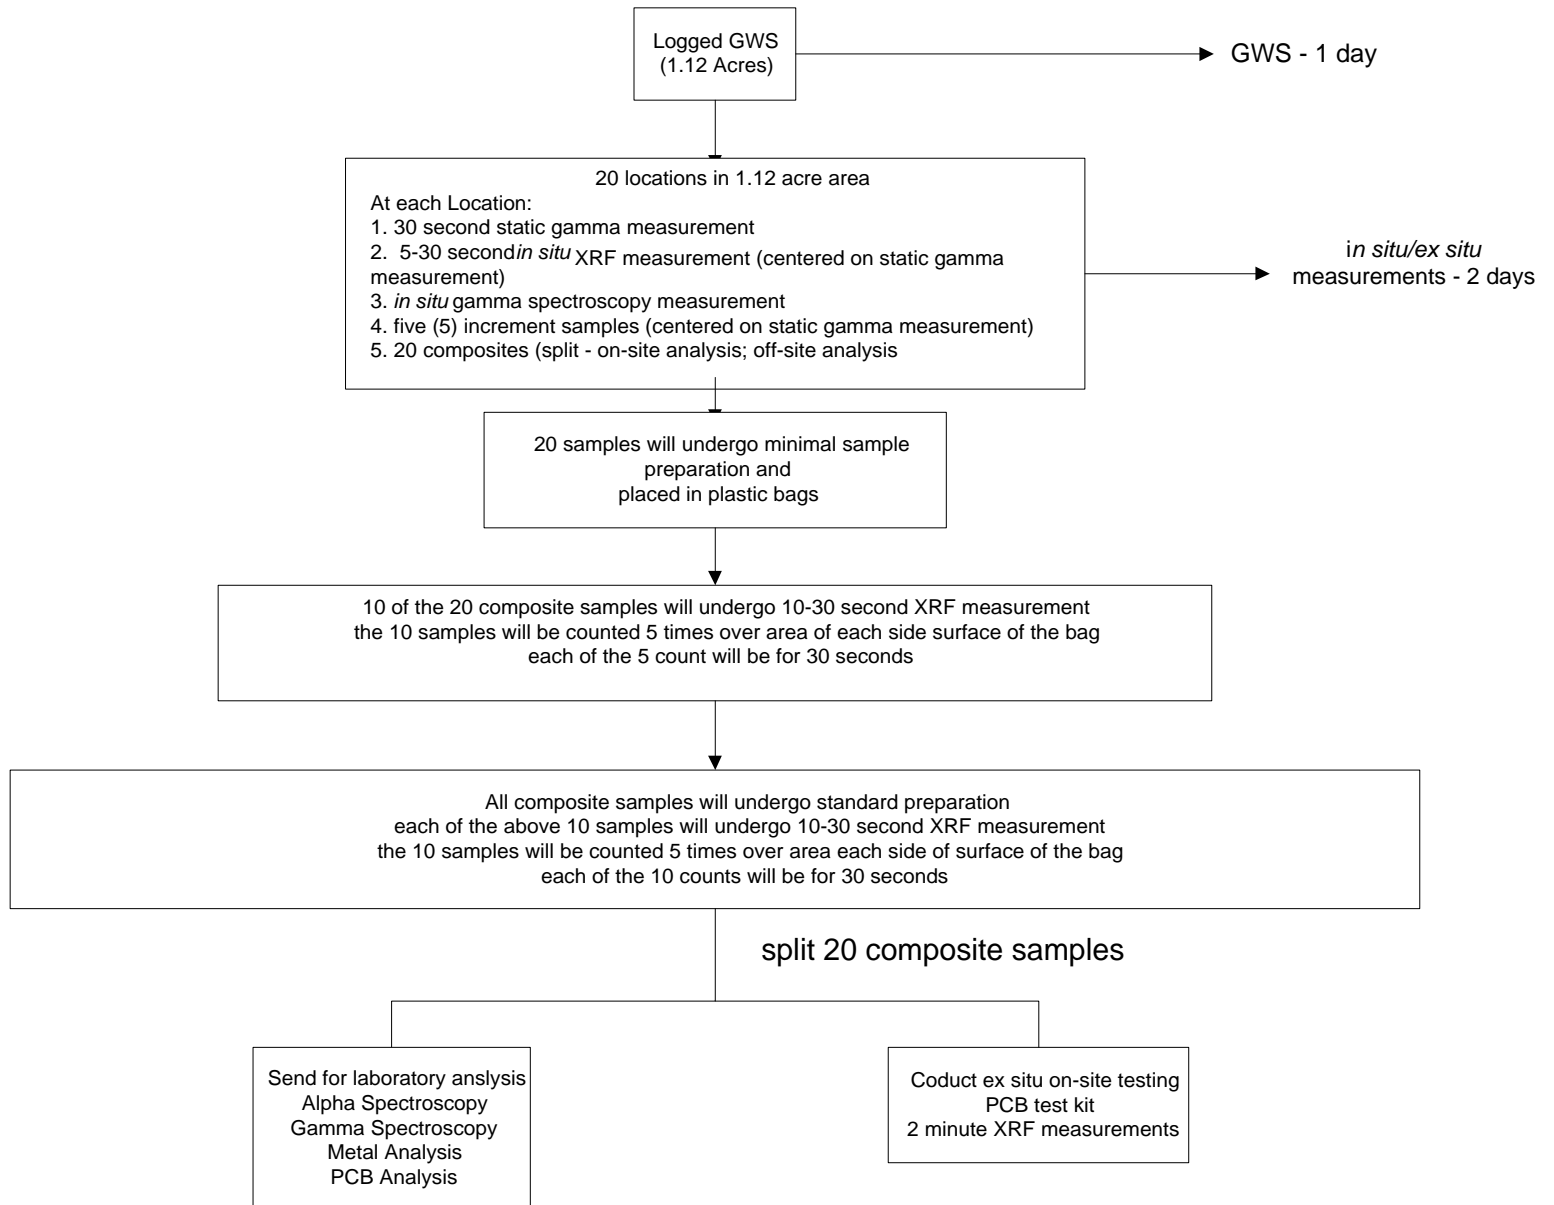 Logged GWS
(1.12 Acres)
GWS - 1 day
20 locations in 1.12 acre area
At each Location:
1. 30 second static gamma measurement
2. 5-30 second in situ XRF measurement (centered on static gamma
measurement)
3. in situ gamma spectroscopy measurement
4. five (5) increment samples (centered on static gamma measurement)
5. 20 composites (split - on-site analysis; off-site analysis
in situ/ex situ
measurements - 2 days
20 samples will undergo minimal sample
preparation and
placed in plastic bags
10 of the 20 composite samples will undergo 10-30 second XRF measurement
the 10 samples will be counted 5 times over area of each side surface of the bag
each of the 5 count will be for 30 seconds
All composite samples will undergo standard preparation
each of the above 10 samples will undergo 10-30 second XRF measurement
the 10 samples will be counted 5 times over area each side of surface of the bag
each of the 10 counts will be for 30 seconds
split 20 composite samples
Send for laboratory anslysis
Alpha Spectroscopy
Gamma Spectroscopy
Metal Analysis
PCB Analysis
Coduct ex situ on-site testing
PCB test kit
2 minute XRF measurements